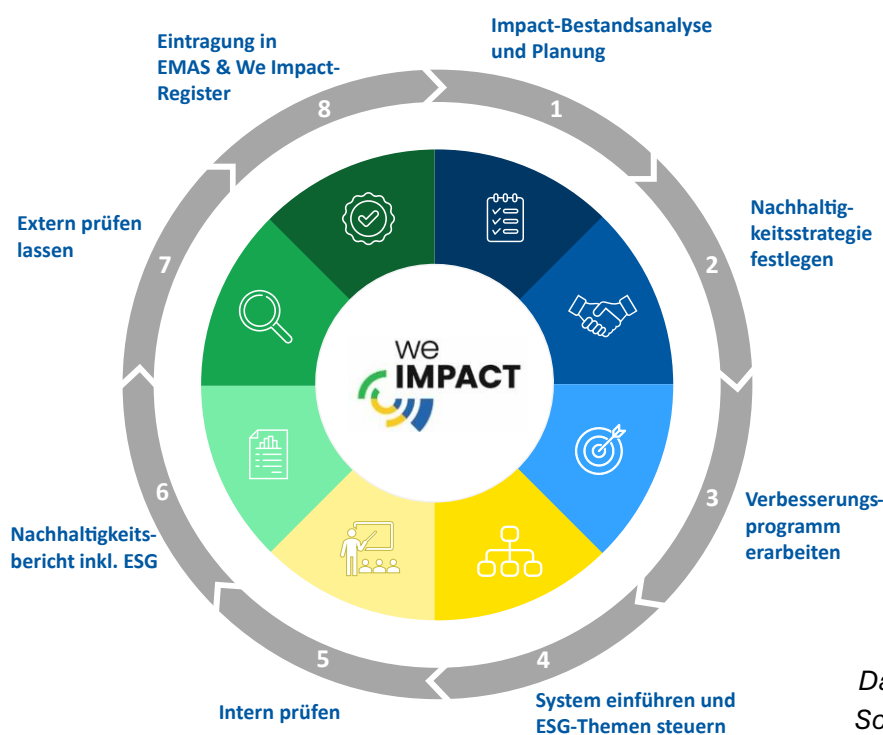 Impact-Bestandsanalyse
und Planung
1
Nachhaltig-
keitsstrategie
festlegen
2
Verbesserungs-
programm
erarbeiten
3
System einführen und
ESG-Themen steuern
4
Intern prüfen
5
Nachhaltigkeits-
bericht inkl. ESG
6
Extern prüfen
lassen
7
Eintragung in
EMAS & We Impact-
Register
8
we
IMPACT